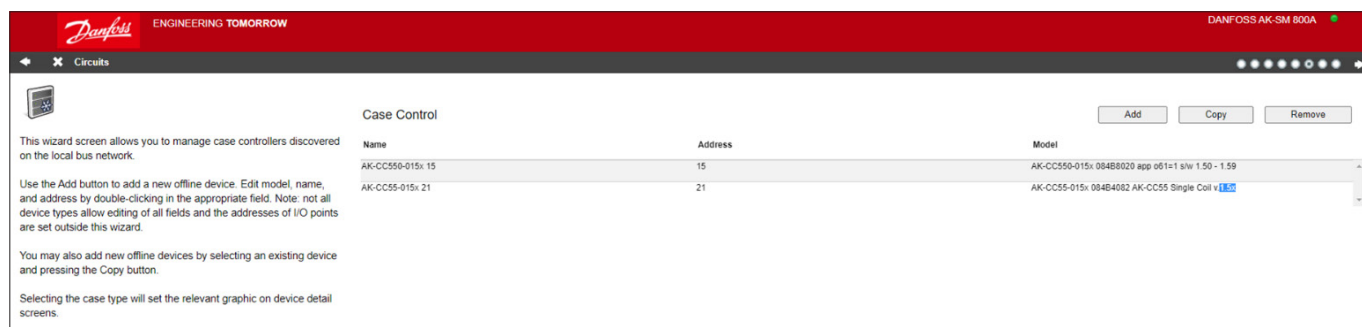 Danfoss
ENGINEERING TOMORROW
DANFOSS AK-SM 800A
Circuits
This wizard screen allows you to manage case controllers discovered
on the local bus network.
Use the Add button to add a new offline device. Edit model, name,
and address by double-clicking in the appropriate field. Note: not all
device types allow editing of all fields and the addresses of I/O points
are set outside this wizard.
You may also add new offline devices by selecting an existing device
and pressing the Copy button.
Selecting the case type will set the relevant graphic on device detail
screens.
Case Control
Add Copy Remove
Name Address Model
AK-CC550-015x 15 15 AK-CC550-015x 084B8020 app o61=1 s/w 1.50 - 1.59
AK-CC55-015x 21 21 AK-CC55-015x 084B4082 AK-CC55 Single Coil v.1.5x